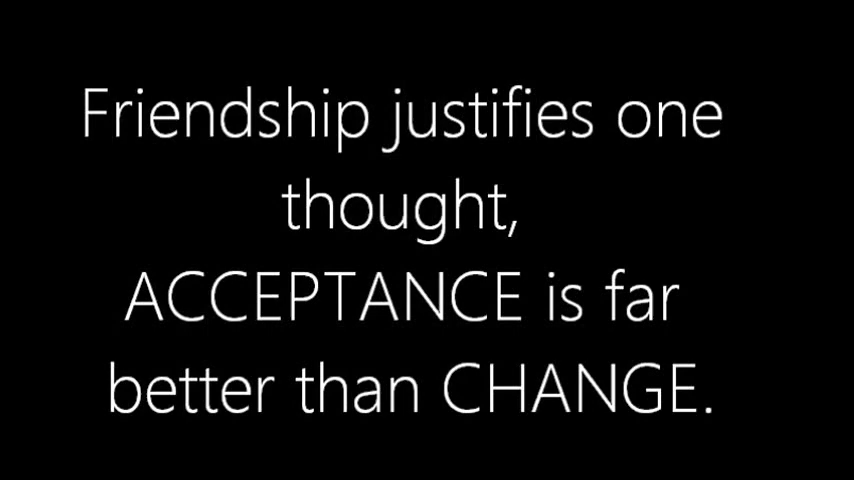 Friendship justifies one
thought,
ACCEPTANCE is far
better than CHANGE.